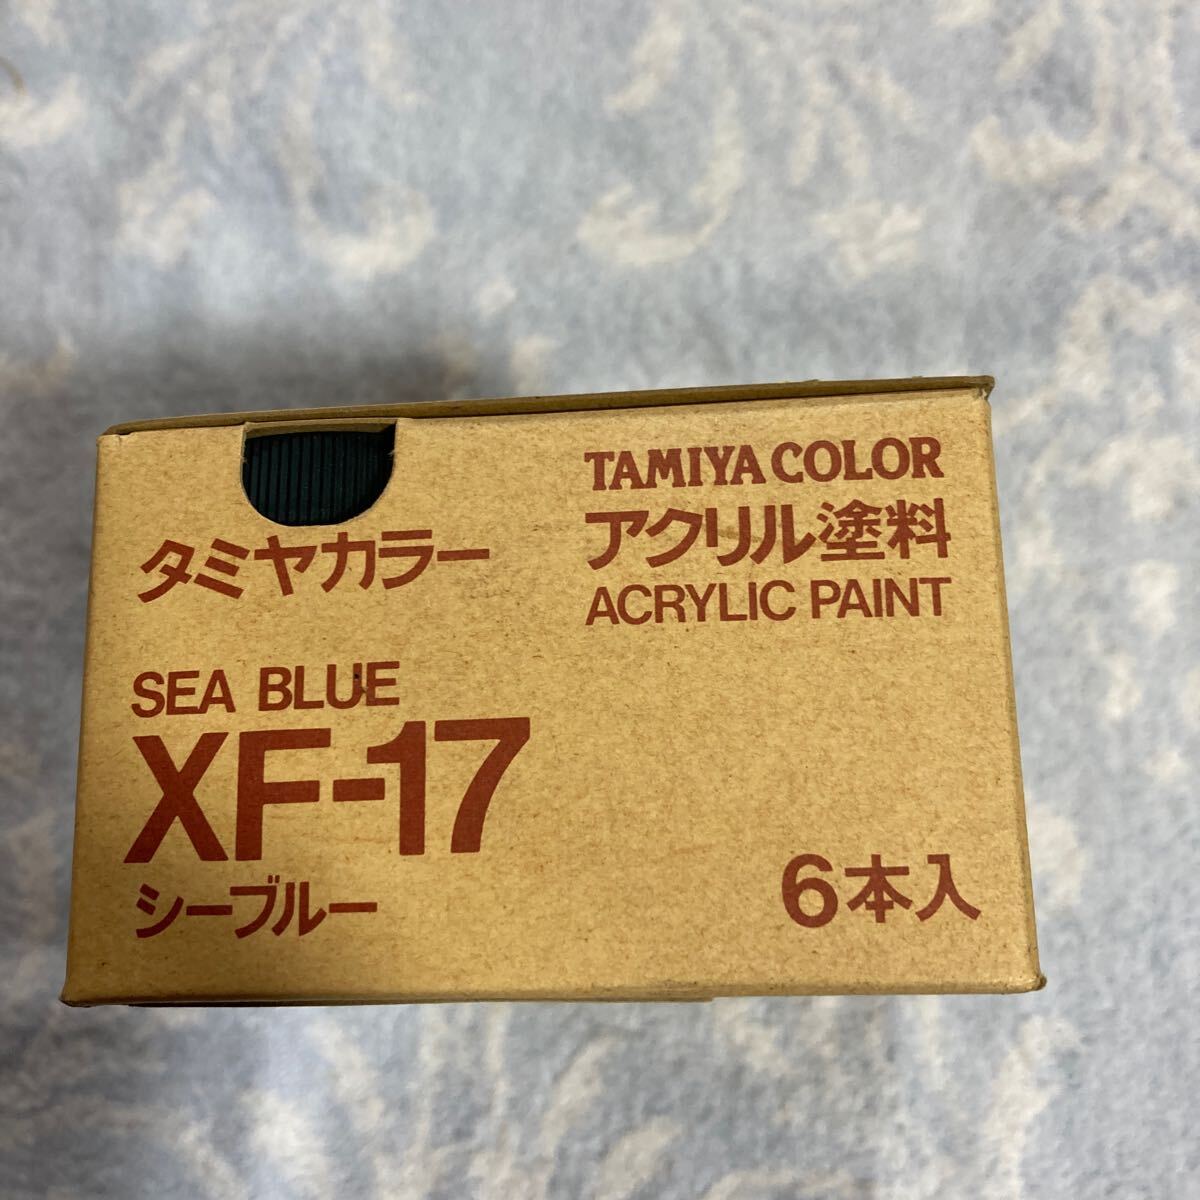 TAMIYA COLOR
アクリル塗料
ACRYLIC PAINT
タミヤカラー
SEA BLUE
XF-17
シーブルー
6本入